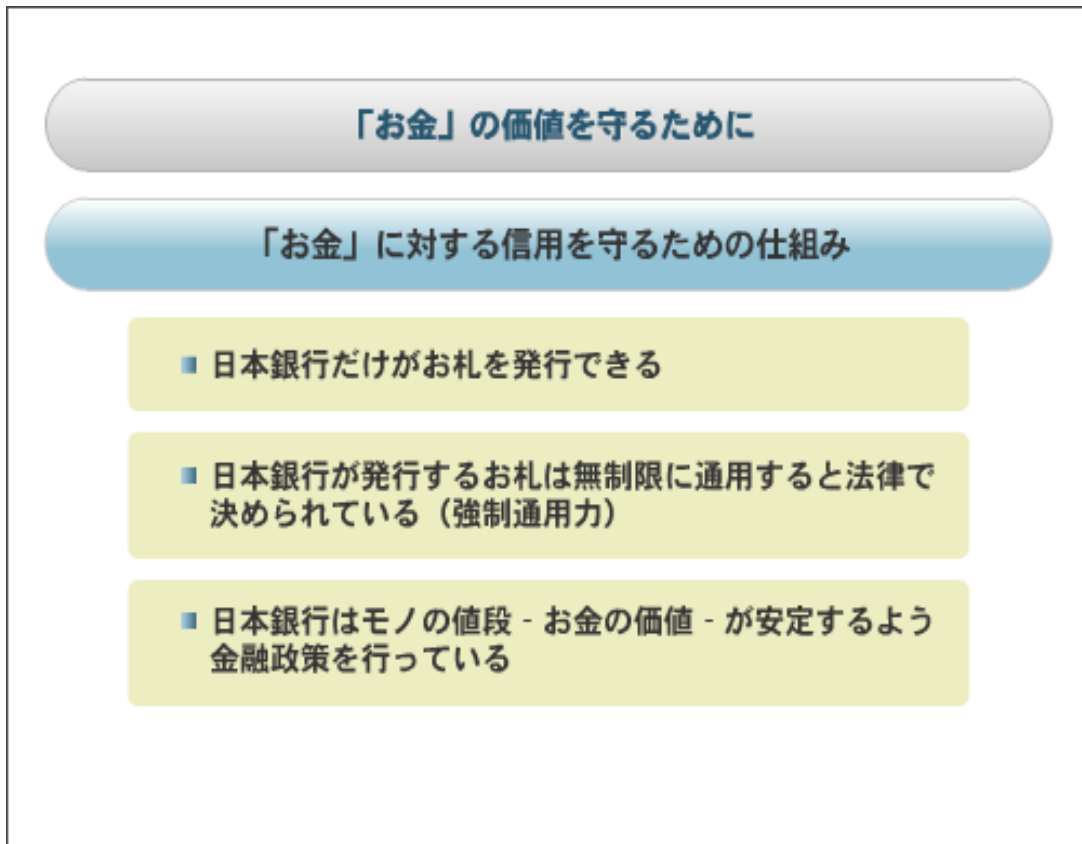 「お金」の価値を守るために
「お金」に対する信用を守るための仕組み
■ 日本銀行だけがお札を発行できる
■ 日本銀行が発行するお札は無制限に通用すると法律で
決められている（強制通用力）
■ 日本銀行はモノの値段‐お金の価値‐が安定するよう
金融政策を行っている